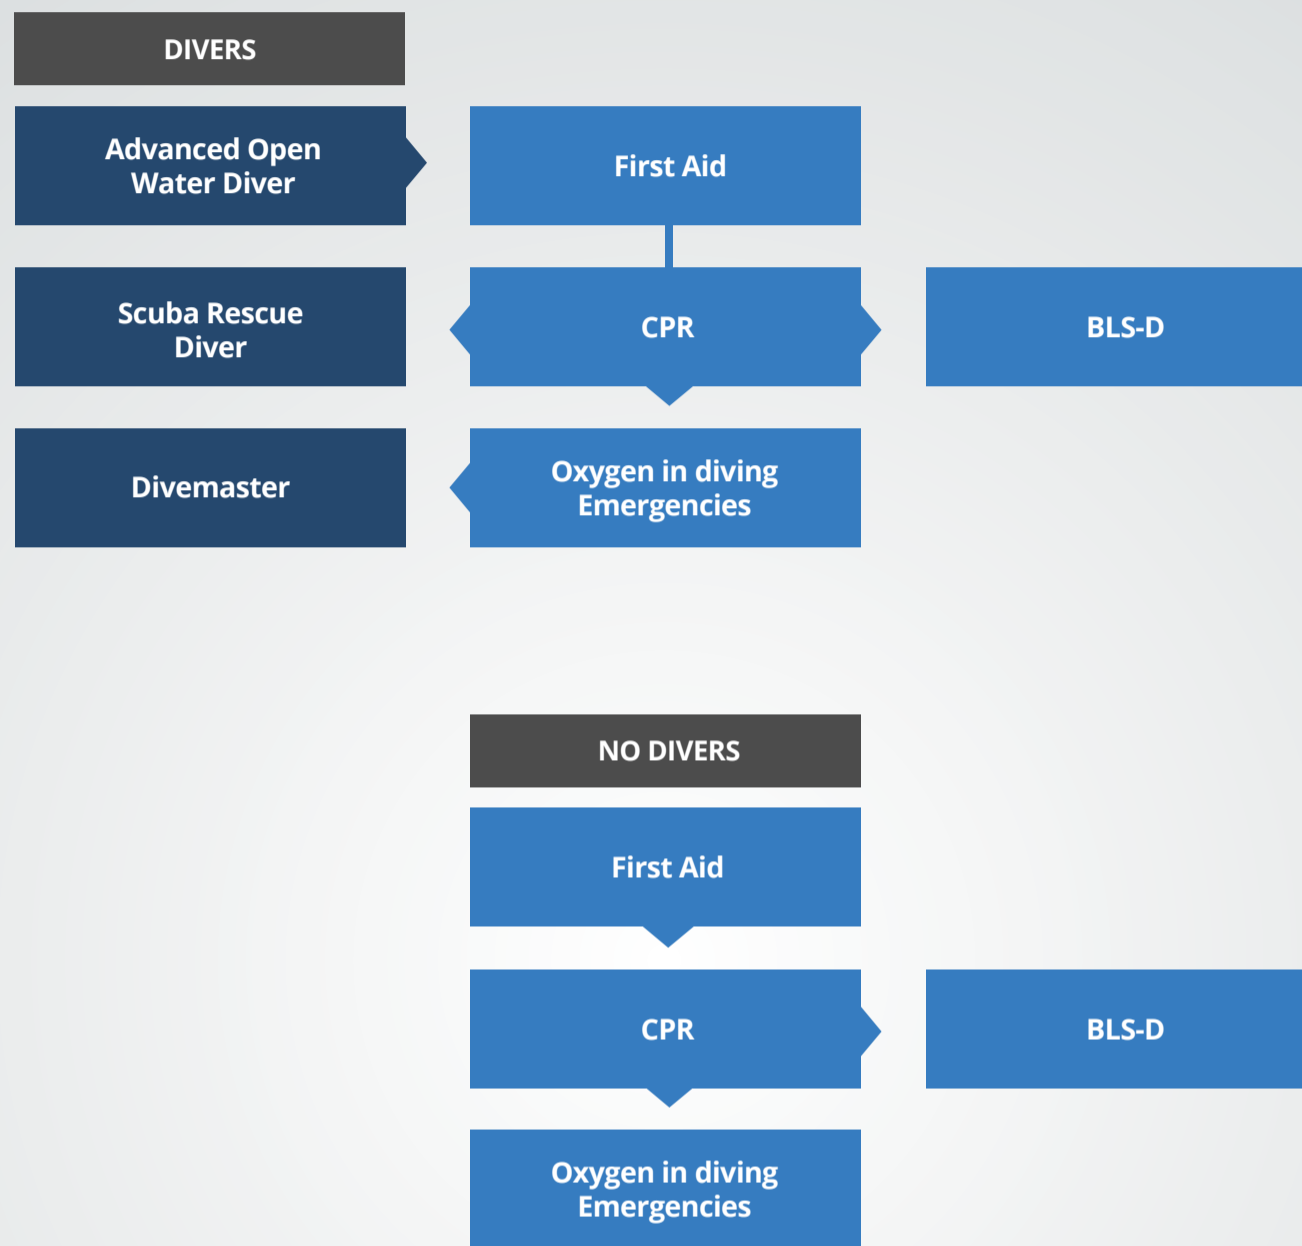 DIVERS
Advanced Open
Water Diver
First Aid
Scuba Rescue
Diver
CPR
BLS-D
Divemaster
Oxygen in diving
Emergencies
NO DIVERS
First Aid
CPR
BLS-D
Oxygen in diving
Emergencies